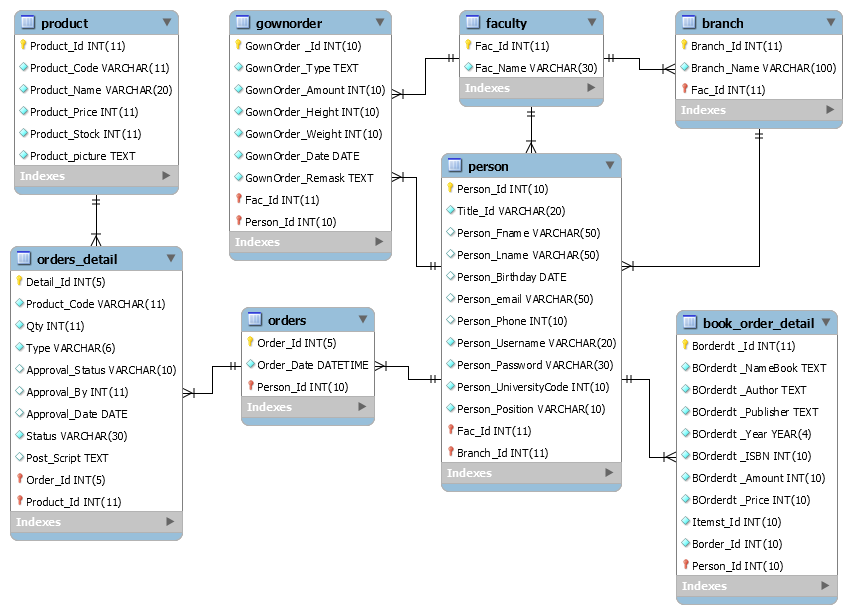 product
Product_Id INT(11)
Product_Code VARCHAR(11)
Product_Name VARCHAR(20)
Product_Price INT(11)
Product_Stock INT(11)
Product_picture TEXT
Indexes
gownorder
GownOrder _Id INT(10)
GownOrder_Type TEXT
GownOrder_Amount INT(10)
GownOrder_Height INT(10)
GownOrder_Weight INT(10)
GownOrder_Date DATE
GownOrder_Remask TEXT
Fac_Id INT(11)
Person_Id INT(10)
Indexes
faculty
Fac_Id INT(11)
Fac_Name VARCHAR(30)
Indexes
branch
Branch_Id INT(11)
Branch_Name VARCHAR(100)
Fac_Id INT(11)
Indexes
person
Person_Id INT(10)
Title_Id VARCHAR(20)
Person_Fname VARCHAR(50)
Person_Lname VARCHAR(50)
Person_Birthday DATE
Person_email VARCHAR(50)
Person_Phone INT(10)
Person_Username VARCHAR(20)
Person_Password VARCHAR(30)
Person_UniversityCode INT(10)
Person_Position VARCHAR(10)
Fac_Id INT(11)
Branch_Id INT(11)
Indexes
orders_detail
Detail_Id INT(5)
Product_Code VARCHAR(11)
Qty INT(11)
Type VARCHAR(6)
Approval_Status VARCHAR(10)
Approval_By INT(11)
Approval_Date DATE
Status VARCHAR(30)
Post_Script TEXT
Order_Id INT(5)
Product_Id INT(11)
Indexes
orders
Order_Id INT(5)
Order_Date DATETIME
Person_Id INT(10)
Indexes
book_order_detail
Borderdt _Id INT(11)
BOrderdt _NameBook TEXT
BOrderdt _Author TEXT
BOrderdt _Publisher TEXT
BOrderdt _Year YEAR(4)
BOrderdt _ISBN INT(10)
BOrderdt _Amount INT(10)
BOrderdt _Price INT(10)
Itemst_Id INT(10)
Border_Id INT(10)
Person_Id INT(10)
Indexes